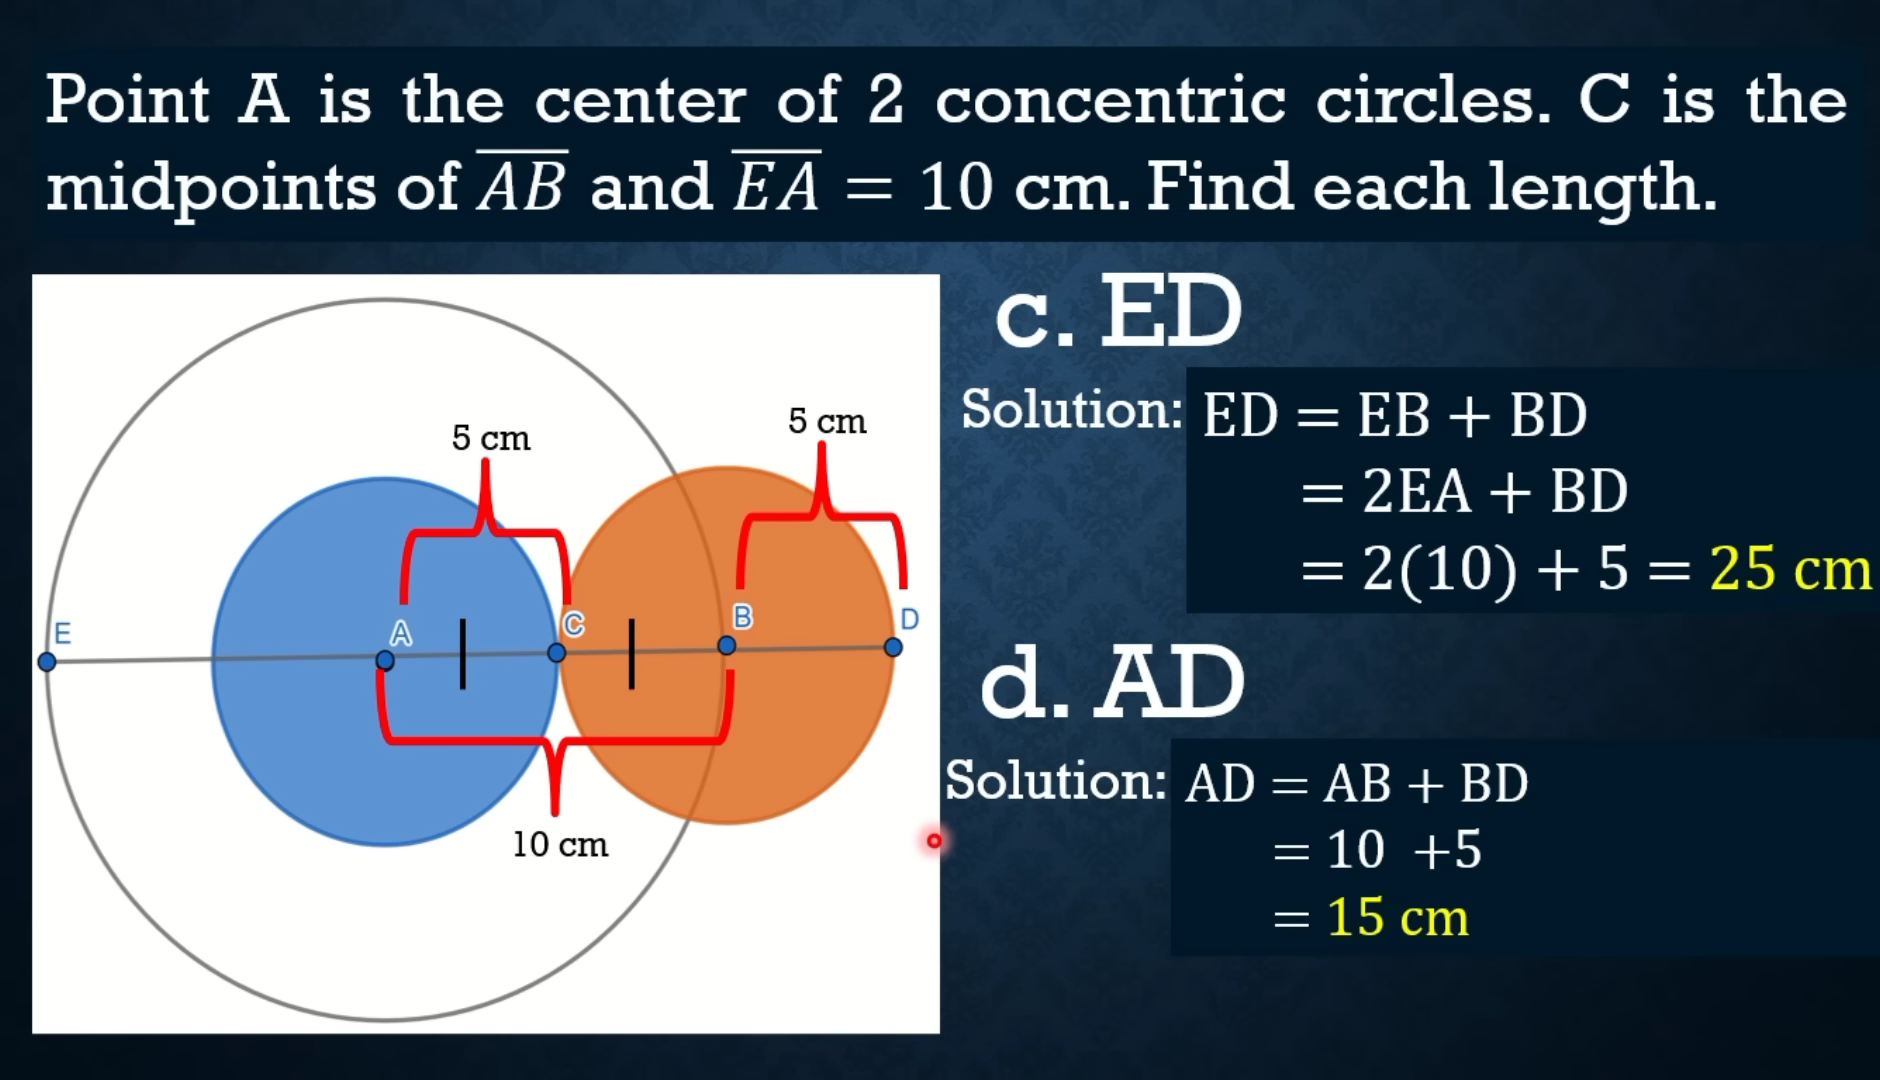 Point A is the center of 2 concentric circles. C is the
midpoints of A̅B̅ and E̅A̅ = 10 cm. Find each length.
c. ED
Solution: ED = EB + BD
= 2EA + BD
= 2(10) + 5 = 25 cm
d. AD
Solution: AD = AB + BD
= 10 +5
= 15 cm
5 cm
5 cm
E
A
C
B
D
10 cm